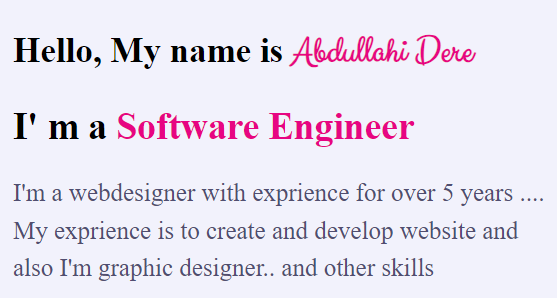 Hello, My name is Abdullahi Dere
I' m a Software Engineer
I'm a webdesigner with exprience for over 5 years ....
My exprience is to create and develop website and
also I'm graphic designer.. and other skills